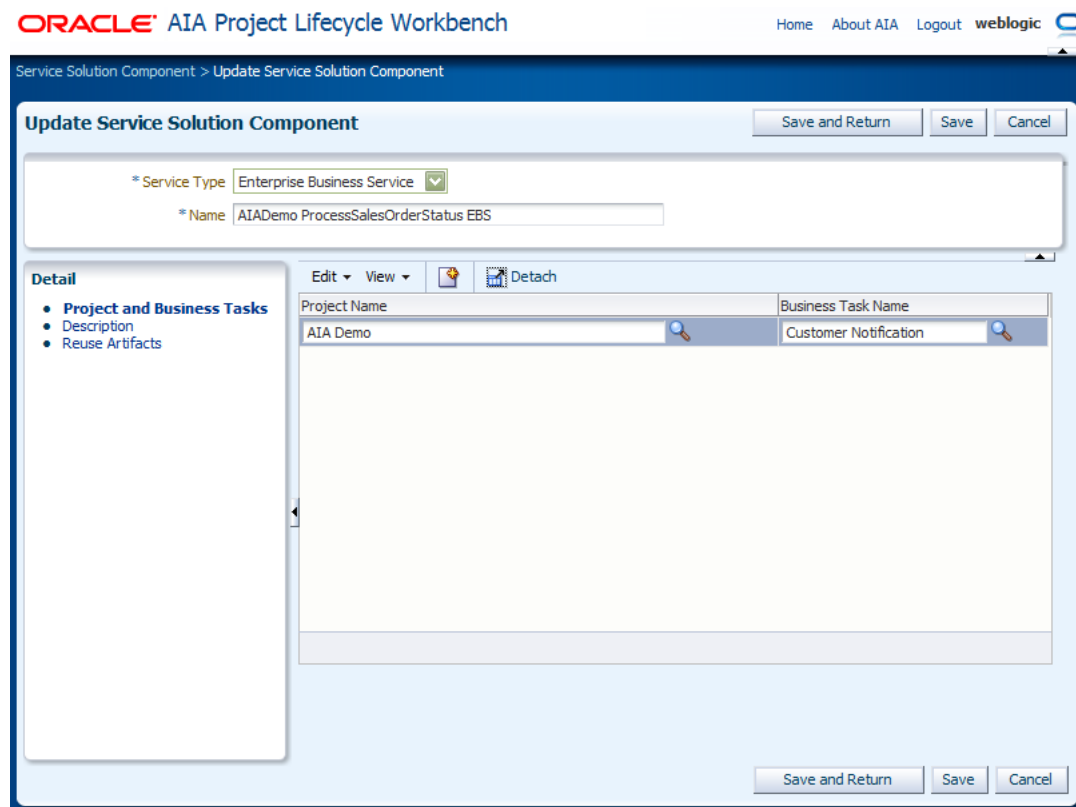 ORACLE AIA Project Lifecycle Workbench
Home About AIA Logout weblogic
Service Solution Component > Update Service Solution Component
Update Service Solution Component
Save and Return Save Cancel
* Service Type Enterprise Business Service
* Name AIADemo ProcessSalesOrderStatus EBS
Detail
Project and Business Tasks
Description
Reuse Artifacts
Edit View Detach
Project Name Business Task Name
AIA Demo Customer Notification
Save and Return Save Cancel